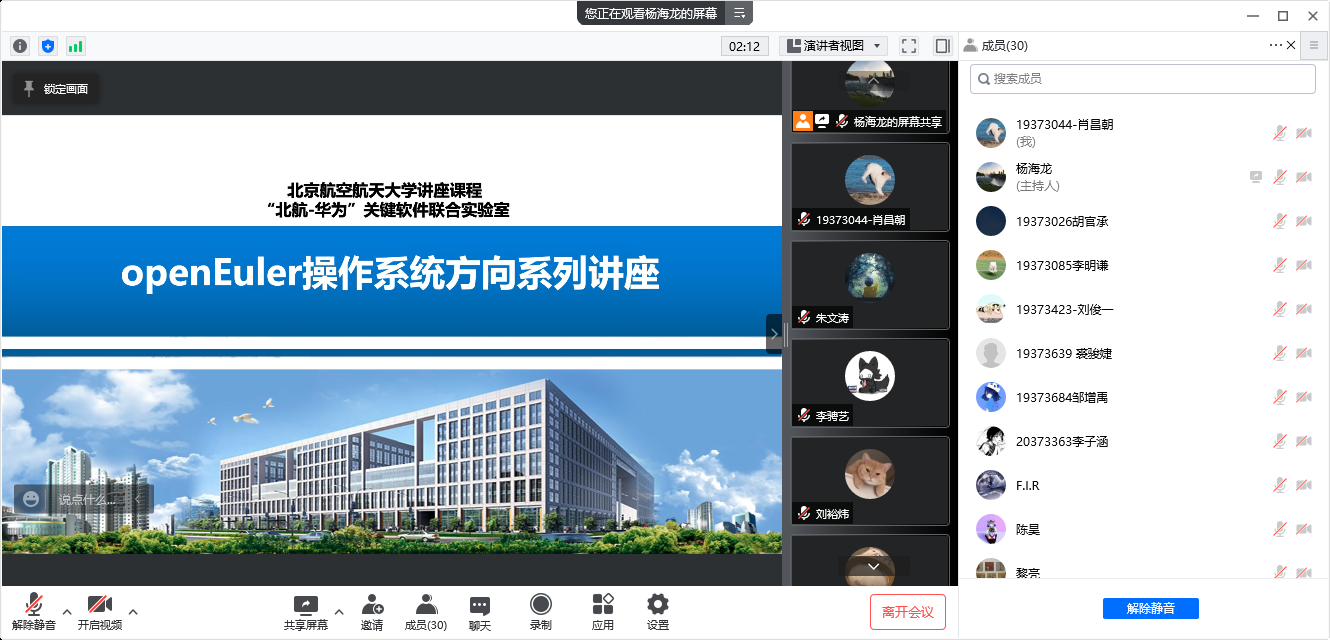 您正在观看杨海龙的屏幕
02:12
演讲者视图
成员(30)
锁定画面
搜索成员
北京航空航天大学讲座课程
“北航-华为”关键软件联合实验室
openEuler操作系统方向系列讲座
说点什么...
杨海龙的屏幕共享
19373044-肖昌朝
朱文涛
李骋艺
刘裕炜
19373044-肖昌朝
(我)
杨海龙
(主持人)
19373026胡官承
19373085李明谦
19373423-刘俊一
19373639 裘骏婕
19373684邹增禹
20373363李子涵
F.I.R
陈昊
黎亮
解除静音
开启视频
共享屏幕
邀请
成员(30)
聊天
录制
应用
设置
离开会议
解除静音